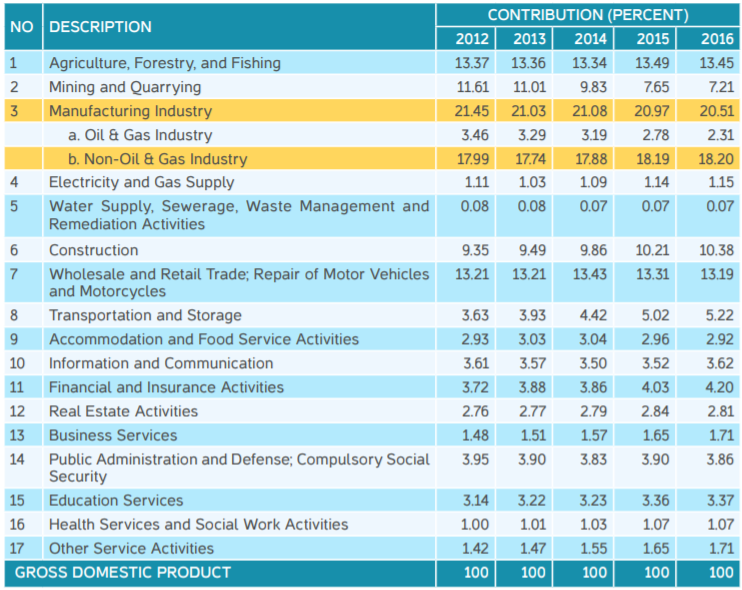 NO DESCRIPTION CONTRIBUTION (PERCENT)
2012 2013 2014 2015 2016
1 Agriculture, Forestry, and Fishing 13.37 13.36 13.34 13.49 13.45
2 Mining and Quarrying 11.61 11.01 9.83 7.65 7.21
3 Manufacturing Industry 21.45 21.03 21.08 20.97 20.51
a. Oil & Gas Industry 3.46 3.29 3.19 2.78 2.31
b. Non-Oil & Gas Industry 17.99 17.74 17.88 18.19 18.20
4 Electricity and Gas Supply 1.11 1.03 1.09 1.14 1.15
5 Water Supply, Sewerage, Waste Management and 0.08 0.08 0.07 0.07 0.07
Remediation Activities
6 Construction 9.35 9.49 9.86 10.21 10.38
7 Wholesale and Retail Trade; Repair of Motor Vehicles 13.21 13.21 13.43 13.31 13.19
and Motorcycles
8 Transportation and Storage 3.63 3.93 4.42 5.02 5.22
9 Accommodation and Food Service Activities 2.93 3.03 3.04 2.96 2.92
10 Information and Communication 3.61 3.57 3.50 3.52 3.62
11 Financial and Insurance Activities 3.72 3.88 3.86 4.03 4.20
12 Real Estate Activities 2.76 2.77 2.79 2.84 2.81
13 Business Services 1.48 1.51 1.57 1.65 1.71
14 Public Administration and Defense; Compulsory Social 3.95 3.90 3.83 3.90 3.86
Security
15 Education Services 3.14 3.22 3.23 3.36 3.37
16 Health Services and Social Work Activities 1.00 1.01 1.03 1.07 1.07
17 Other Service Activities 1.42 1.47 1.55 1.65 1.71
GROSS DOMESTIC PRODUCT 100 100 100 100 100